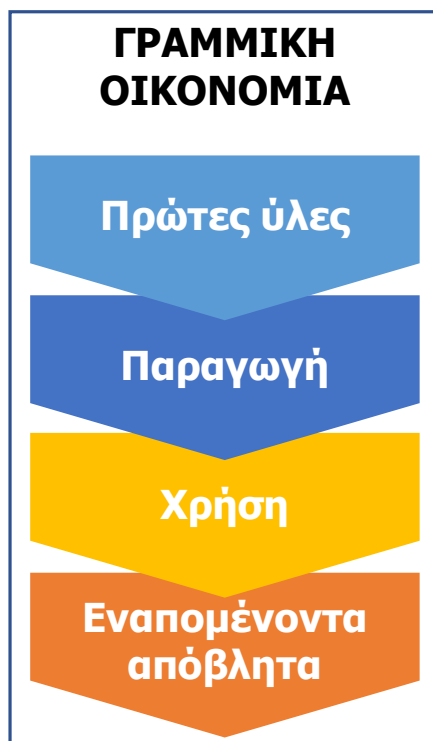 ΓΡΑΜΜΙΚΗ
ΟΙΚΟΝΟΜΙΑ
Πρώτες ύλες
Παραγωγή
Χρήση
Εναπομένοντα
απόβλητα